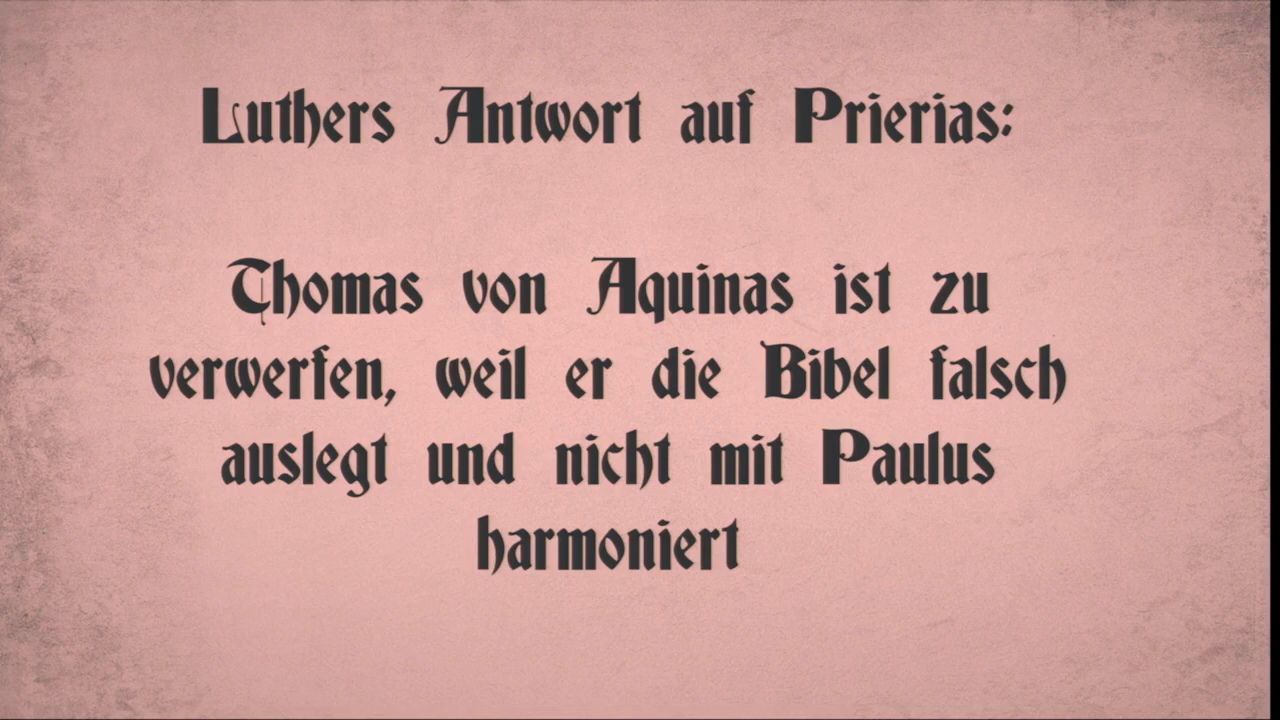 Luthers Antwort auf Prierias:
Thomas von Aquinas ist zu
verwerfen, weil er die Bibel falsch
auslegt und nicht mit Paulus
harmoniert